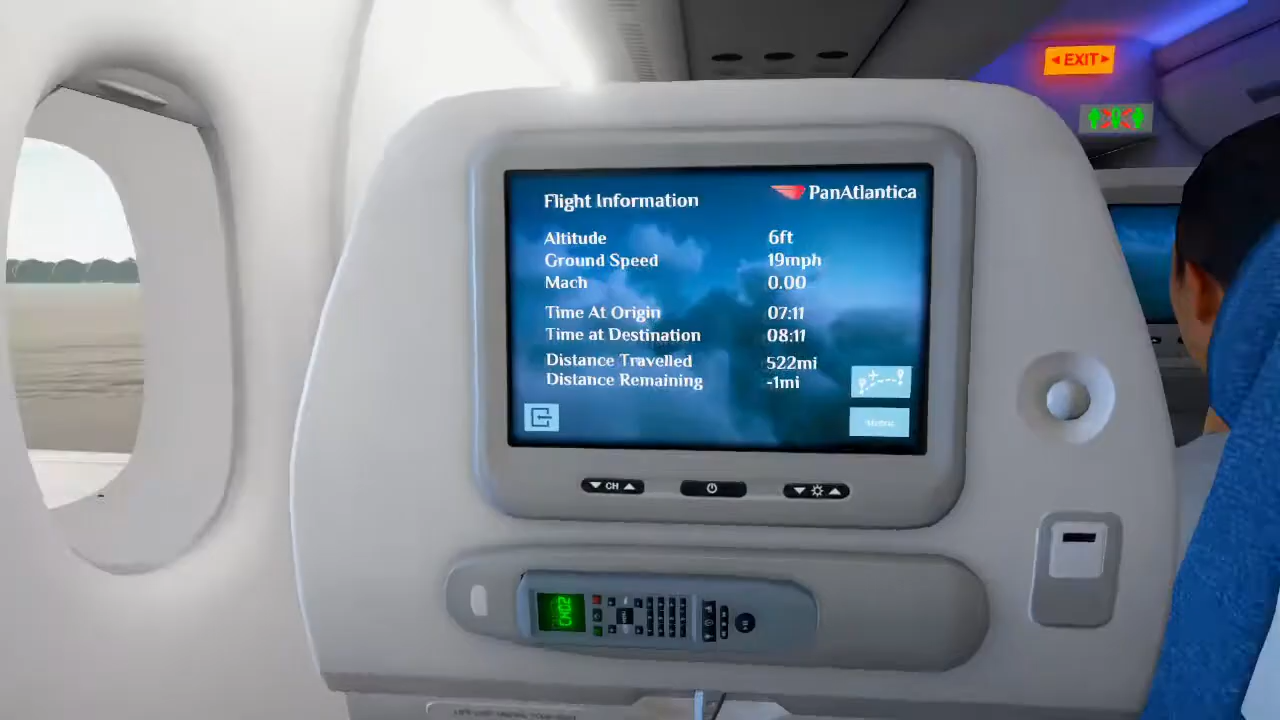 ◄ EXIT ►
Flight Information
PanAtlantica
Altitude 6ft
Ground Speed 19mph
Mach 0.00
Time At Origin 07:11
Time at Destination 08:11
Distance Travelled 522mi
Distance Remaining -1mi
CH
CH02